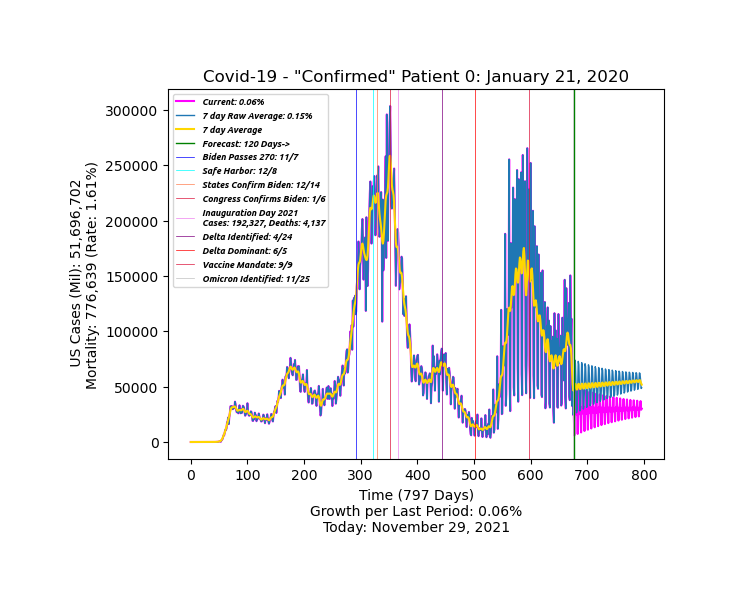 Covid-19 - "Confirmed" Patient 0: January 21, 2020
US Cases (Mil): 51,696,702
Mortality: 776,639 (Rate: 1.61%)
300000
250000
200000
150000
100000
50000
0
Current: 0.06%
7 day Raw Average: 0.15%
7 day Average
Forecast: 120 Days->
Biden Passes 270: 11/7
Safe Harbor: 12/8
States Confirm Biden: 12/14
Congress Confirms Biden: 1/6
Inauguration Day 2021
Cases: 192,327, Deaths: 4,137
Delta Identified: 4/24
Delta Dominant: 6/5
Vaccine Mandate: 9/9
Omicron Identified: 11/25
0 100 200 300 400 500 600 700 800
Time (797 Days)
Growth per Last Period: 0.06%
Today: November 29, 2021